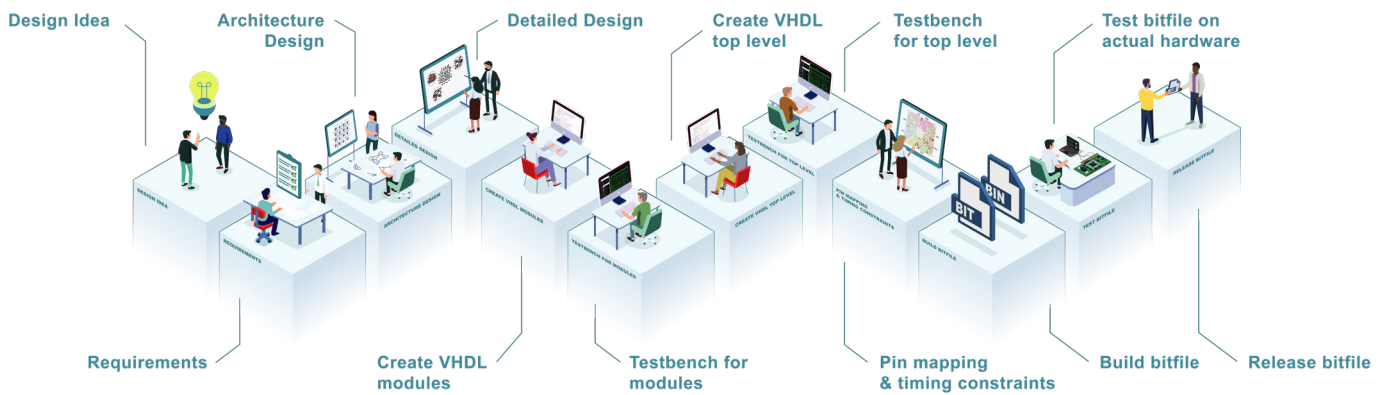 Design Idea
Architecture
Design
Detailed Design
Create VHDL
top level
Testbench
for top level
Test bitfile on
actual hardware
DESIGN IDEA
REQUIREMENTS
ARCHITECTURE DESIGN
DETAILED DESIGN
CREATE VHDL MODULES
TESTBENCH FOR MODULES
CREATE VHDL TOP LEVEL
TESTBENCH FOR TOP LEVEL
PIN MAPPING
& TIMING CONSTRAINTS
BIT
BIN
BUILD BITFILE
TEST BITFILE
RELEASE BITFILE
Requirements
Create VHDL
modules
Testbench for
modules
Pin mapping
& timing constraints
Build bitfile
Release bitfile